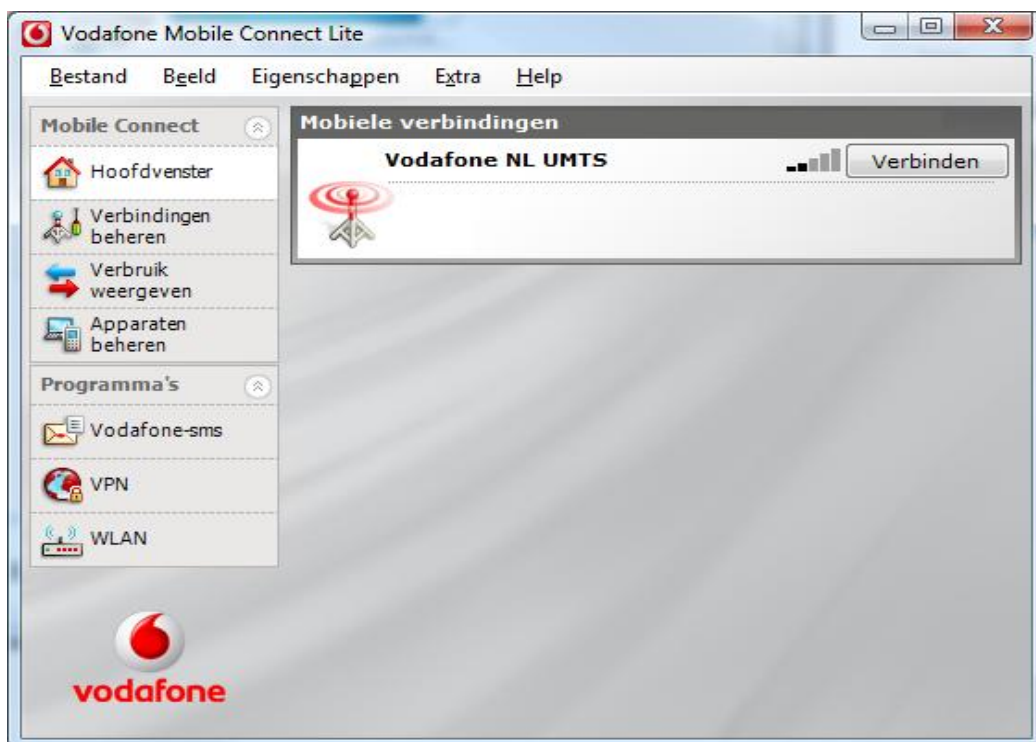 Vodafone Mobile Connect Lite
Bestand Beeld Eigenschappen Extra Help
Mobile Connect
Hoofdvenster
Verbindingen
beheren
Verbruik
weergeven
Apparaten
beheren
Programma's
Vodafone-sms
VPN
WLAN
vodafone
Mobiele verbindingen
Vodafone NL UMTS
Verbinden